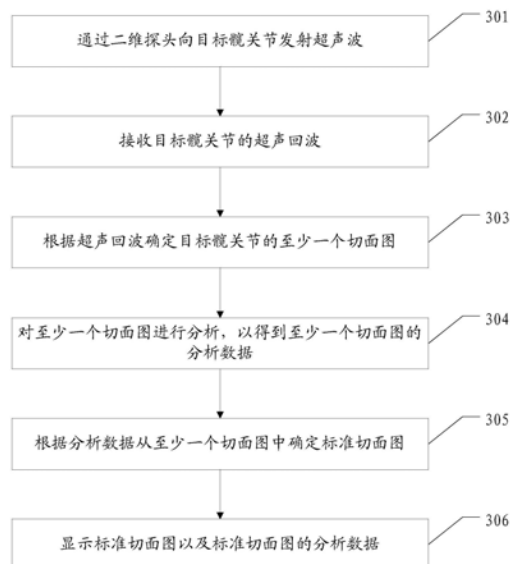 301
通过二维探头向目标髋关节发射超声波
302
接收目标髋关节的超声回波
303
根据超声回波确定目标髋关节的至少一个切面图
304
对至少一个切面图进行分析，以得到至少一个切面图的
分析数据
305
根据分析数据从至少一个切面图中确定标准切面图
306
显示标准切面图以及标准切面图的分析数据